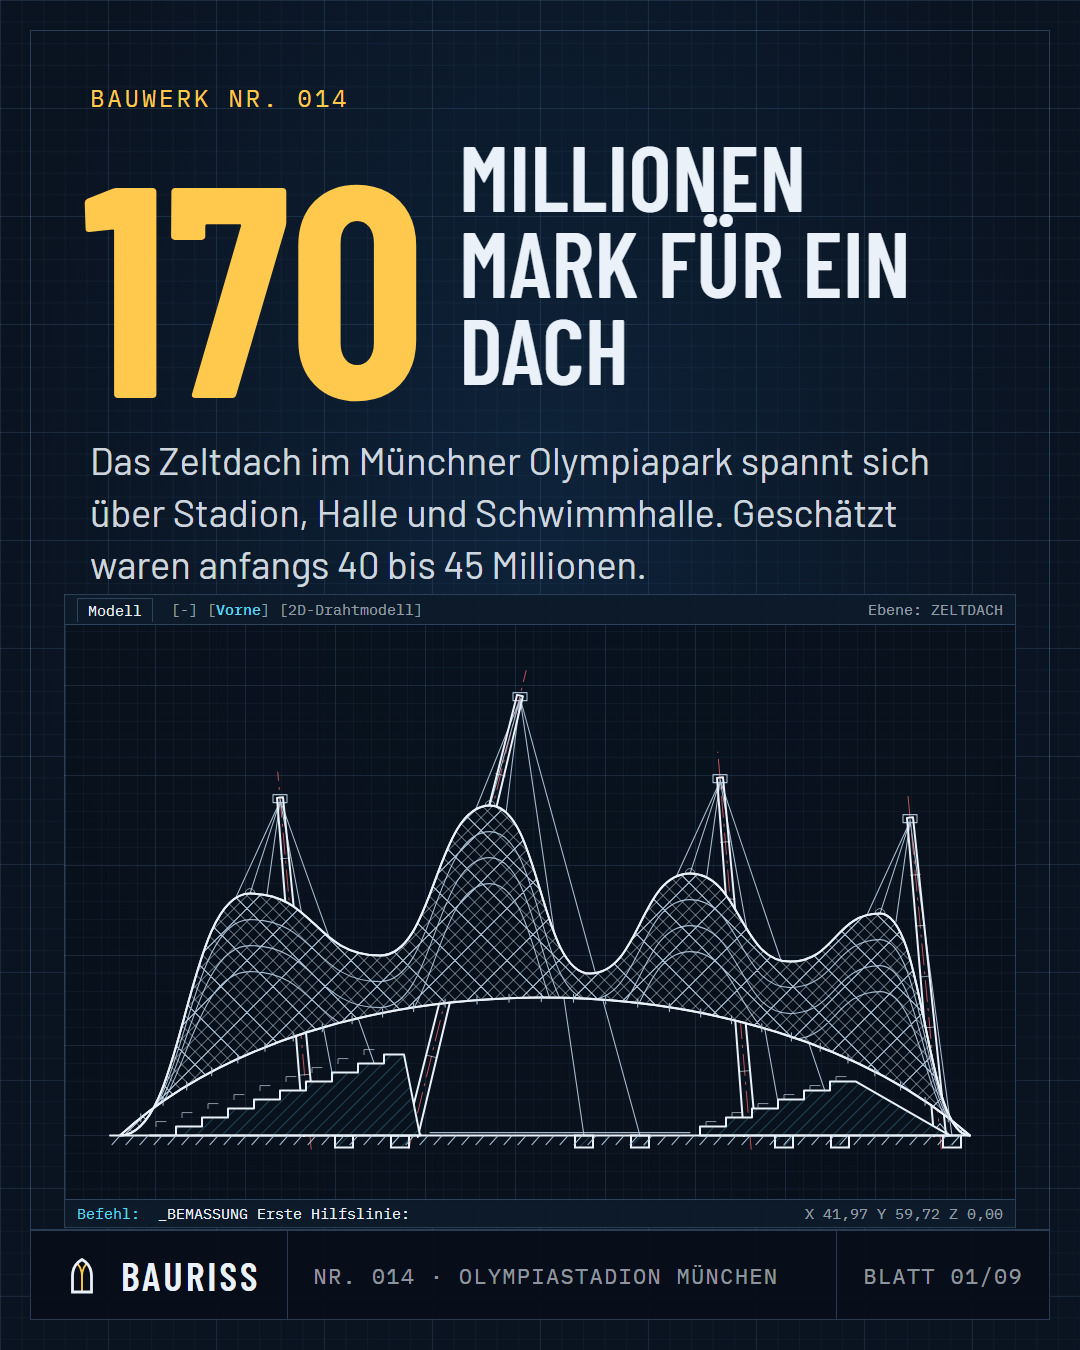 BAUWERK NR. 014
170
MILLIONEN
MARK FÜR EIN
DACH
Das Zeltdach im Münchner Olympiapark spannt sich
über Stadion, Halle und Schwimmhalle. Geschätzt
waren anfangs 40 bis 45 Millionen.
Modell [-] [Vorne] [2D-Drahtmodell] Ebene: ZELTDACH
Befehl: _BEMASSUNG Erste Hilfslinie: X 41,97 Y 59,72 Z 0,00
BAURISS NR. 014 · OLYMPIASTADION MÜNCHEN BLATT 01/09